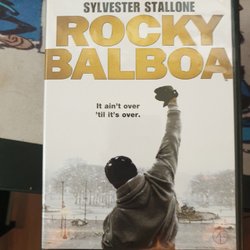 SYLVESTER STALLONE
ROCKY
BALBOA
It ain't over
'til it's over.